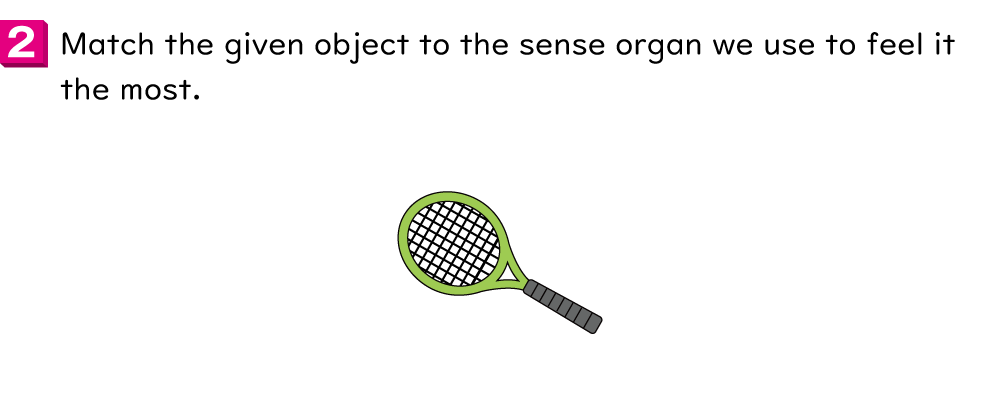 2 Match the given object to the sense organ we use to feel it
the most.